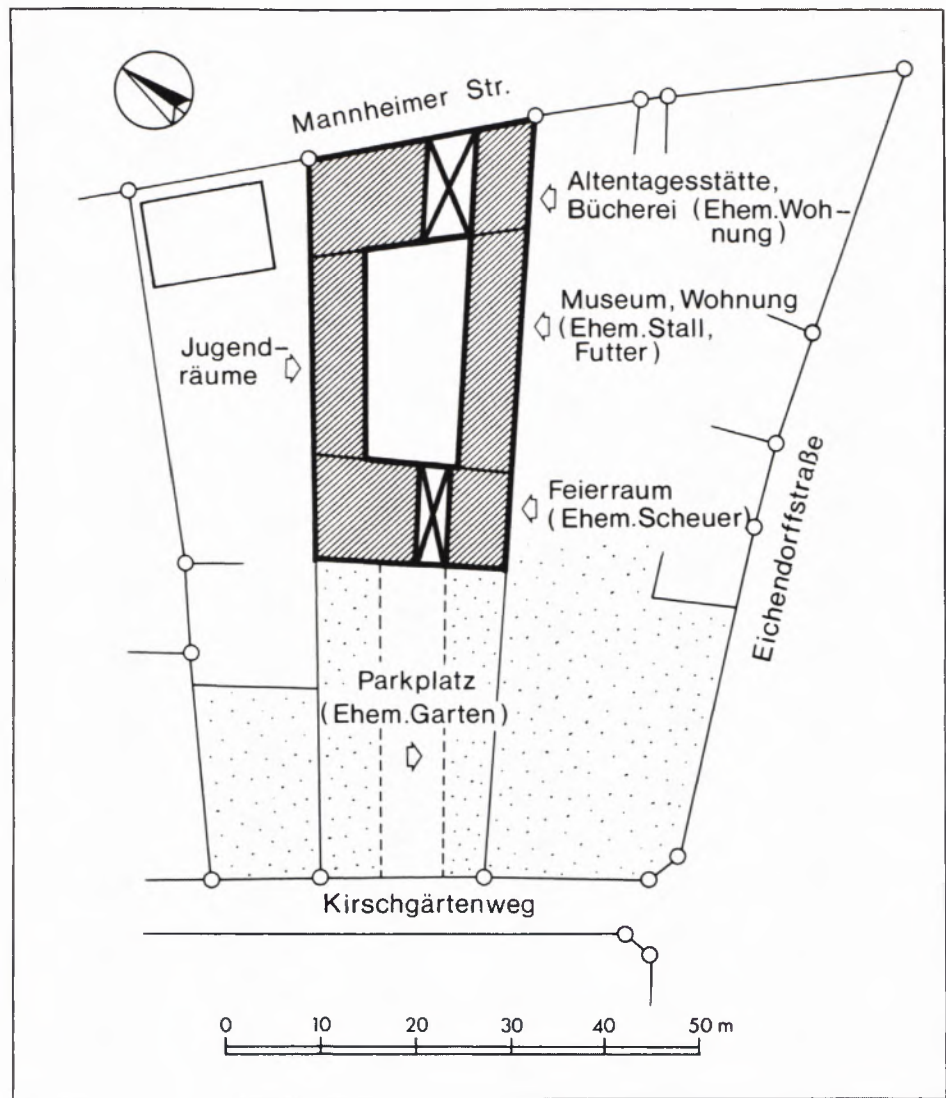 Mannheimer Str.
Altentagesstätte,
Bücherei (Ehem.Woh-
nung)
Museum, Wohnung
(Ehem.Stall,
Futter)
Jugend-
räume
Feierraum
(Ehem.Scheuer)
Eichendorffstraße
Parkplatz
(Ehem.Garten)
Kirschgärtenweg
0 10 20 30 40 50 m